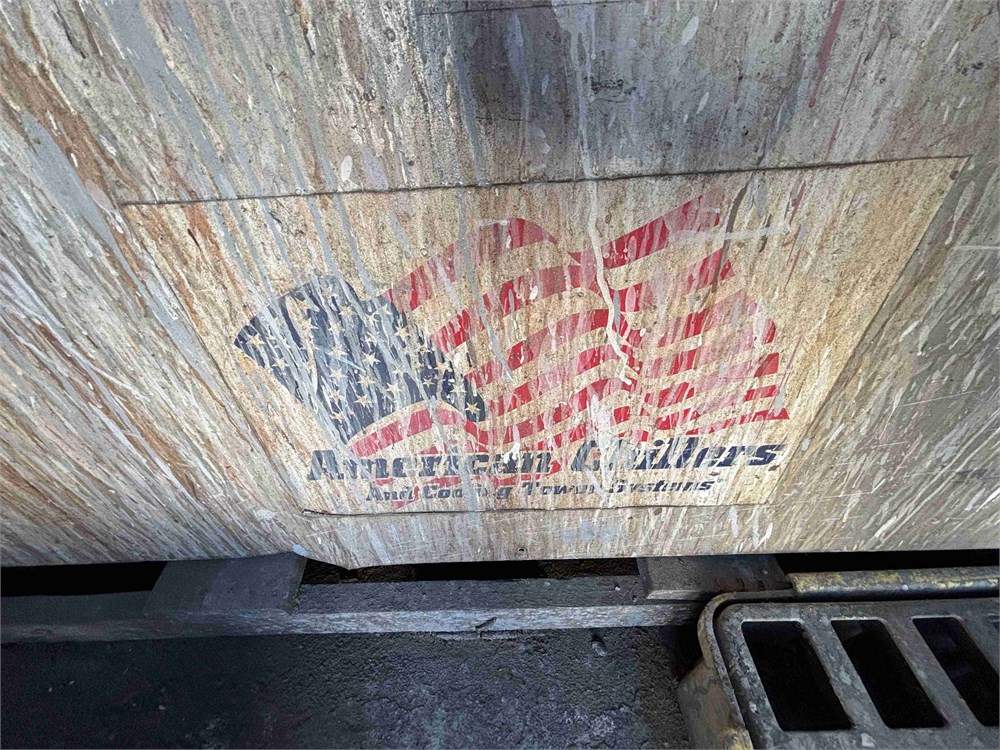 American Chillers
And Cooling Tower Systems